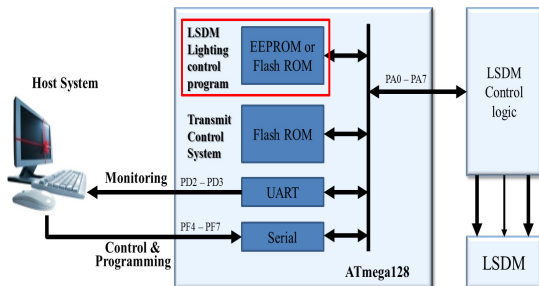 LSDM
Lighting
control
program
EEPROM or
Flash ROM
Host System
PA0 – PA7
LSDM
Control
logic
Transmit
Control
System
Flash ROM
Monitoring
PD2 – PD3
UART
PF4 – PF7
Serial
Control &
Programming
ATmega128
LSDM